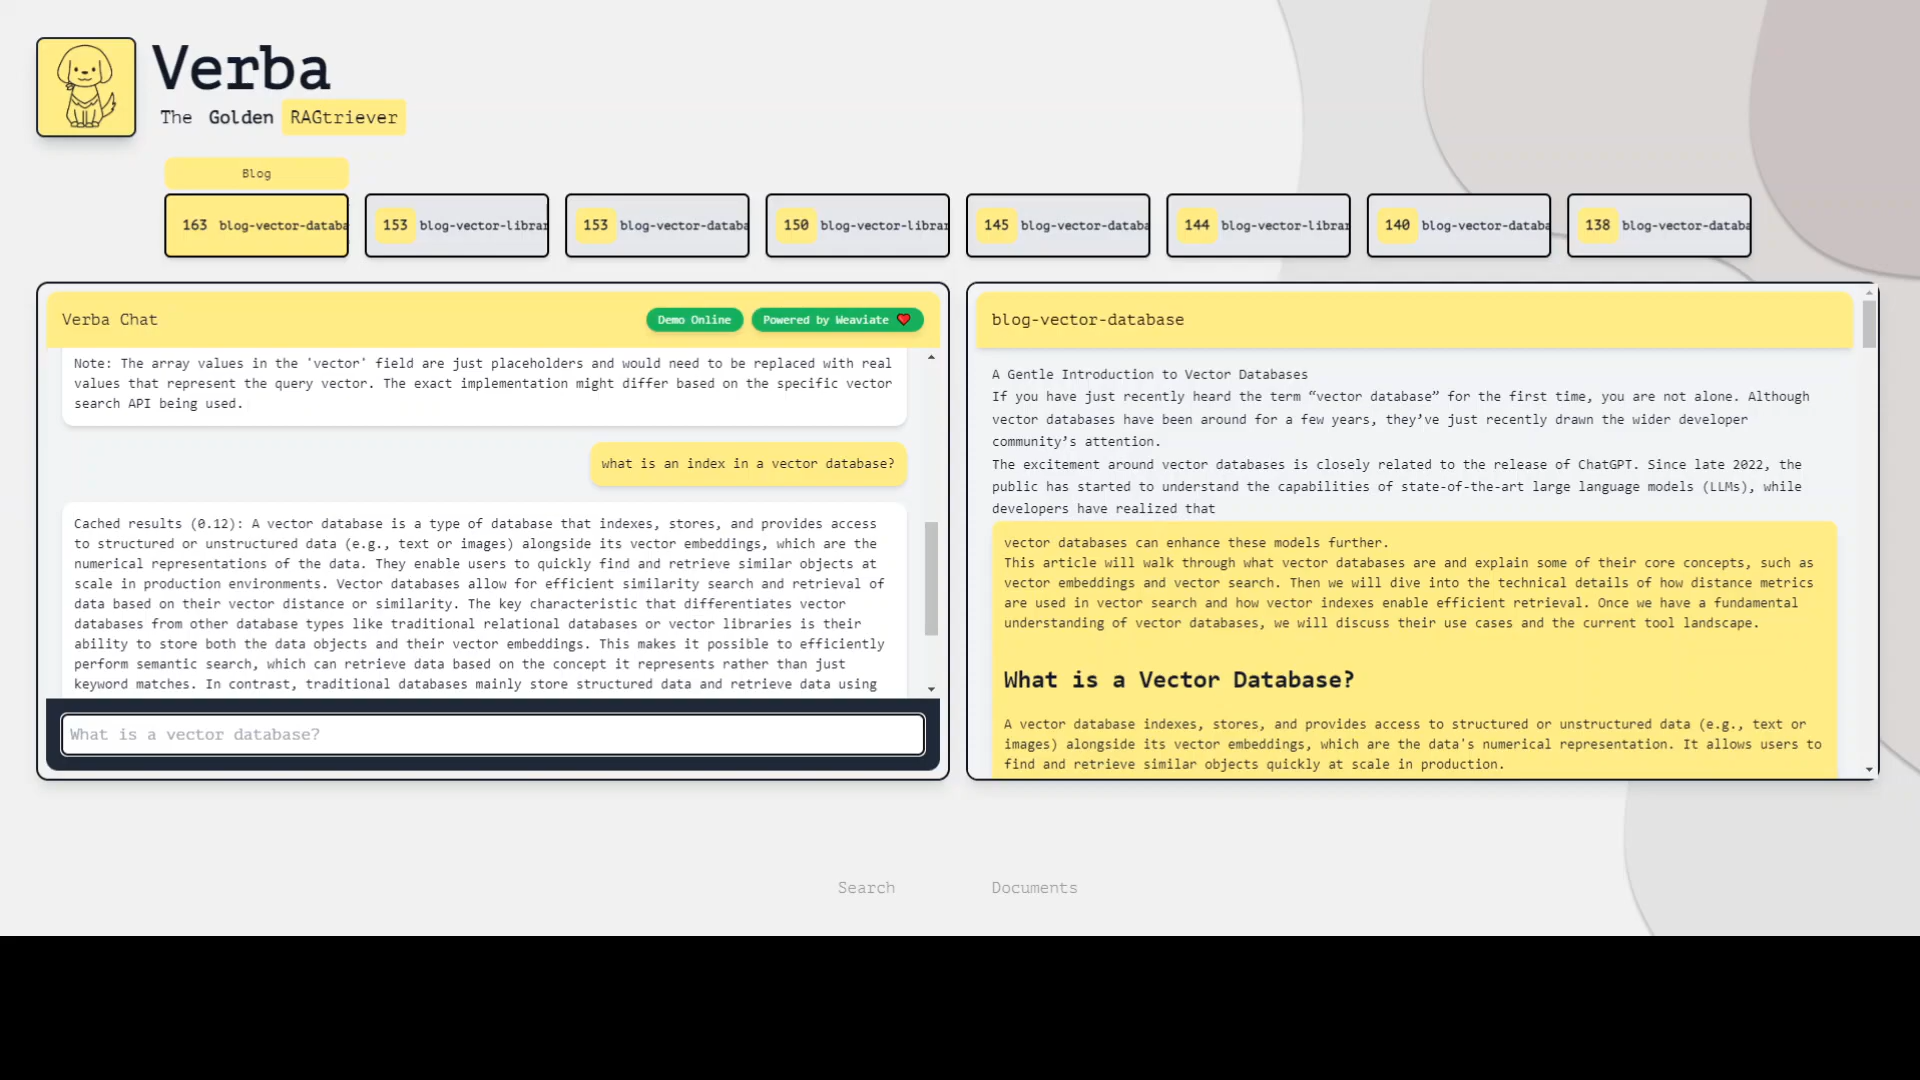 Verba
The Golden RAGtriever
Blog
163 blog-vector-databa
153 blog-vector-librar
153 blog-vector-databa
150 blog-vector-librar
145 blog-vector-databa
144 blog-vector-librar
140 blog-vector-databa
138 blog-vector-databa
Verba Chat
Demo Online
Powered by Weaviate ❤
Note: The array values in the 'vector' field are just placeholders and would need to be replaced with real
values that represent the query vector. The exact implementation might differ based on the specific vector
search API being used.
what is an index in a vector database?
Cached results (0.12): A vector database is a type of database that indexes, stores, and provides access
to structured or unstructured data (e.g., text or images) alongside its vector embeddings, which are the
numerical representations of the data. They enable users to quickly find and retrieve similar objects at
scale in production environments. Vector databases allow for efficient similarity search and retrieval of
data based on their vector distance or similarity. The key characteristic that differentiates vector
databases from other database types like traditional relational databases or vector libraries is their
ability to store both the data objects and their vector embeddings. This makes it possible to efficiently
perform semantic search, which can retrieve data based on the concept it represents rather than just
keyword matches. In contrast, traditional databases mainly store structured data and retrieve data using
What is a vector database?
blog-vector-database
A Gentle Introduction to Vector Databases
If you have just recently heard the term “vector database” for the first time, you are not alone. Although
vector databases have been around for a few years, they’ve just recently drawn the wider developer
community’s attention.
The excitement around vector databases is closely related to the release of ChatGPT. Since late 2022, the
public has started to understand the capabilities of state-of-the-art large language models (LLMs), while
developers have realized that
vector databases can enhance these models further.
This article will walk through what vector databases are and explain some of their core concepts, such as
vector embeddings and vector search. Then we will dive into the technical details of how distance metrics
are used in vector search and how vector indexes enable efficient retrieval. Once we have a fundamental
understanding of vector databases, we will discuss their use cases and the current tool landscape.
What is a Vector Database?
A vector database indexes, stores, and provides access to structured or unstructured data (e.g., text or
images) alongside its vector embeddings, which are the data's numerical representation. It allows users to
find and retrieve similar objects quickly at scale in production.
Search
Documents